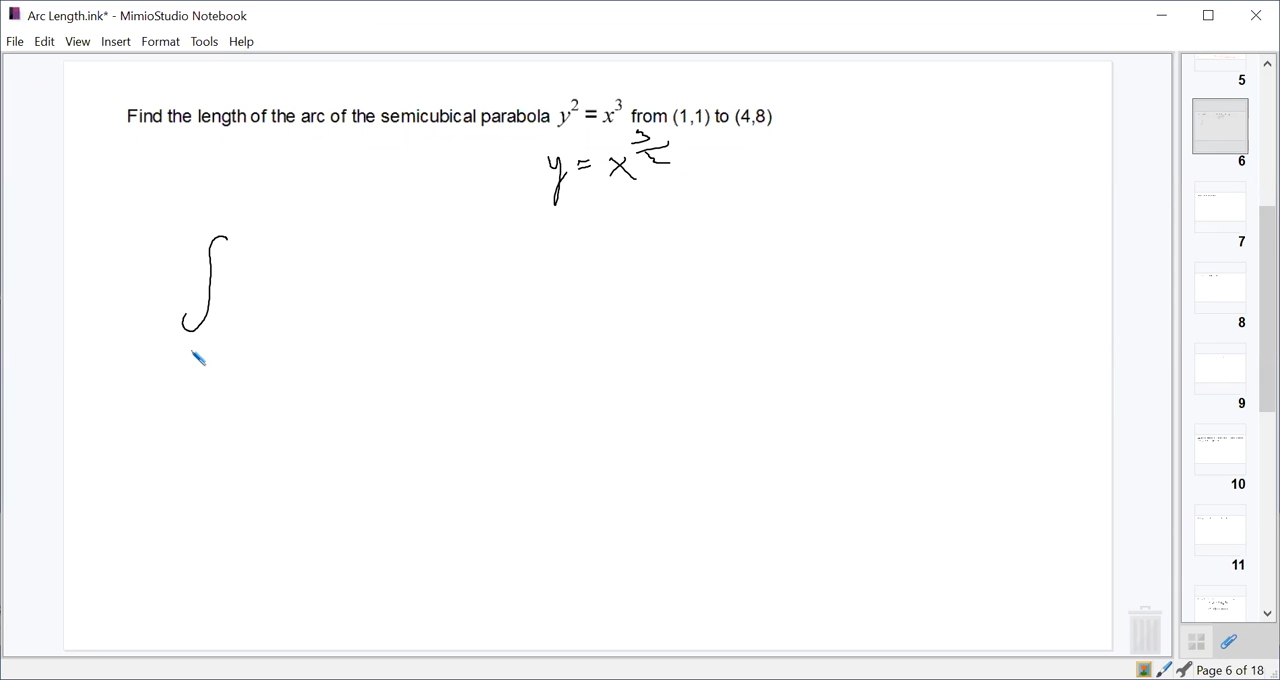 Arc Length.ink* - MimioStudio Notebook
File Edit View Insert Format Tools Help
Find the length of the arc of the semicubical parabola y² = x³ from (1,1) to (4,8)
y = x^(3/2)
∫
5
6
7
8
9
10
11
Page 6 of 18